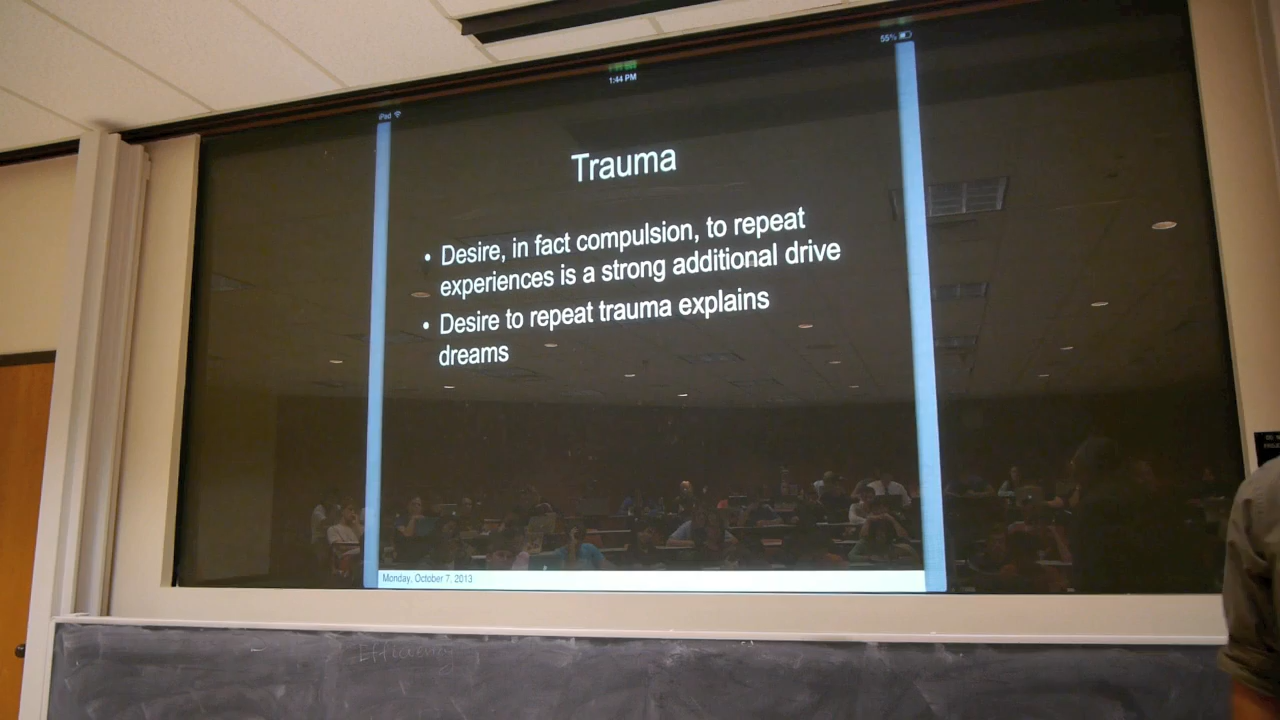 55%
1:44 PM
iPad
Trauma
• Desire, in fact compulsion, to repeat
experiences is a strong additional drive
• Desire to repeat trauma explains
dreams
Monday, October 7, 2013
Efficiency